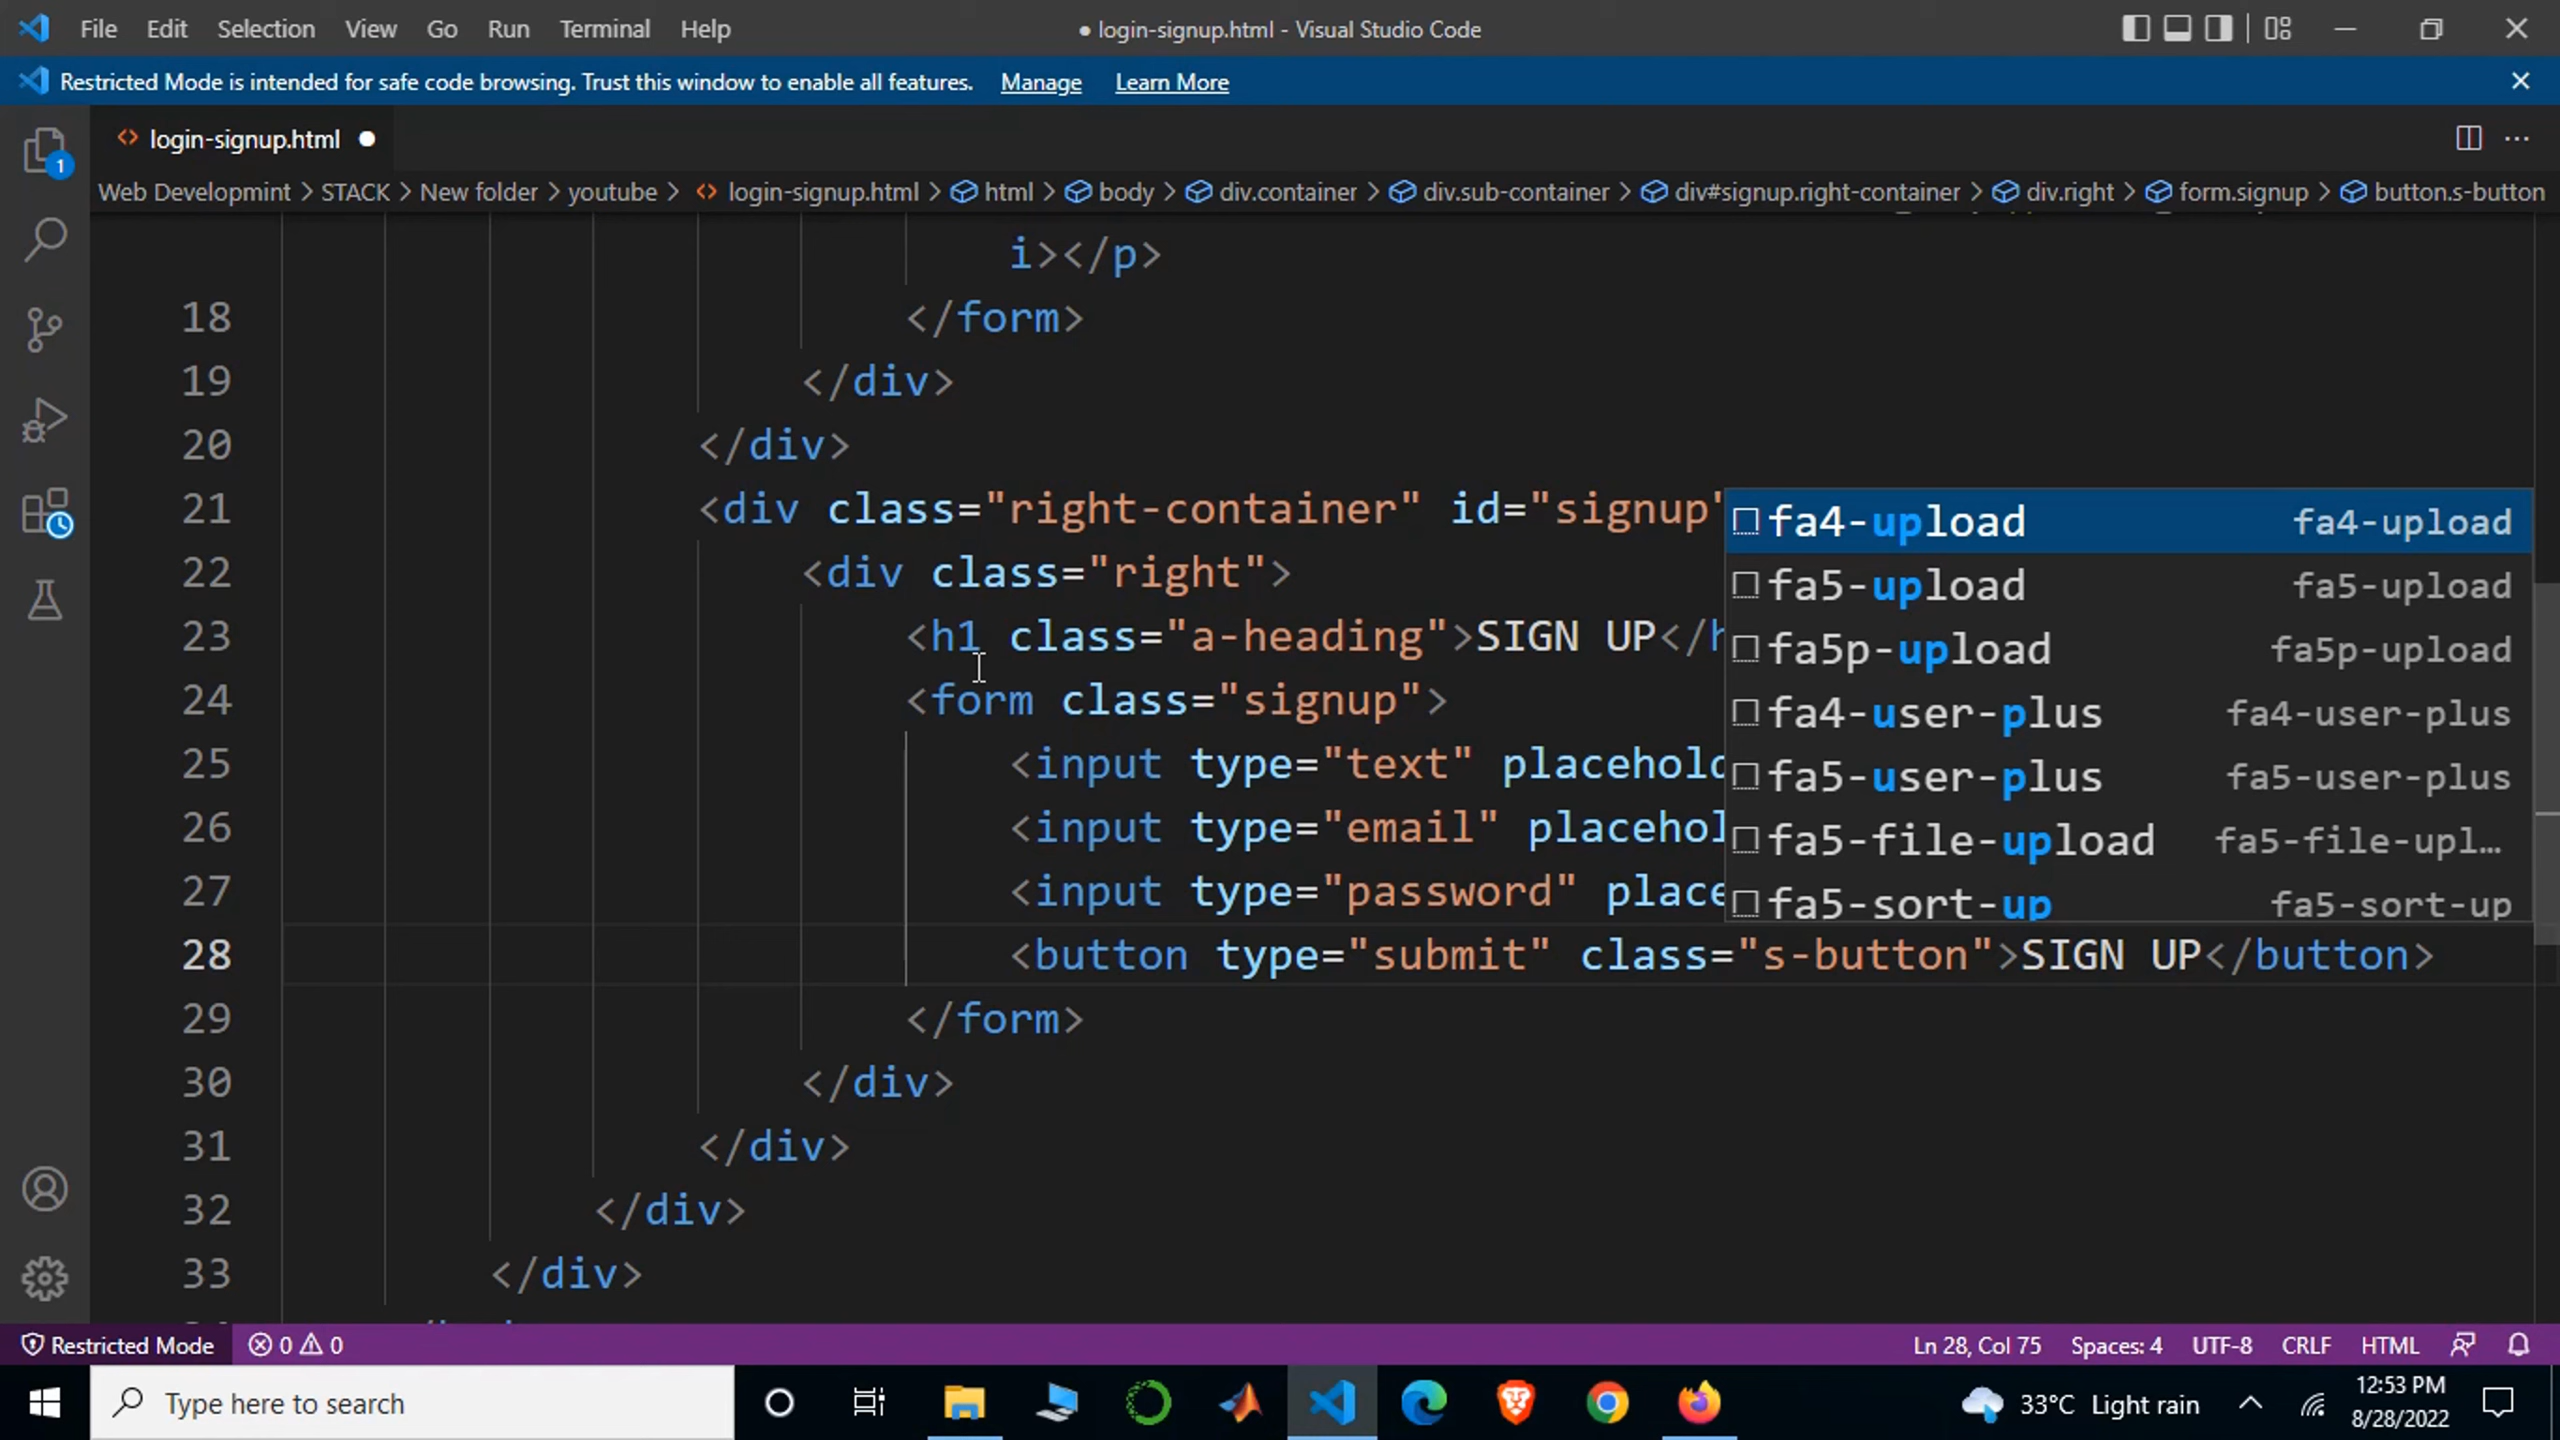 File Edit Selection View Go Run Terminal Help ● login-signup.html - Visual Studio Code
Restricted Mode is intended for safe code browsing. Trust this window to enable all features. Manage Learn More
login-signup.html ●
1
Web Developmint > STACK > New folder > youtube > login-signup.html > html > body > div.container > div.sub-container > div#signup.right-container > div.right > form.signup > button.s-button
i></p>
18 </form>
19 </div>
20 </div>
21 <div class="right-container" id="signup"
22 <div class="right">
23 <h1 class="a-heading">SIGN UP</h
24 <form class="signup">
25 <input type="text" placehold
26 <input type="email" placehol
27 <input type="password" place
28 <button type="submit" class="s-button">SIGN UP</button>
29 </form>
30 </div>
31 </div>
32 </div>
33 </div>
fa4-upload fa4-upload
fa5-upload fa5-upload
fa5p-upload fa5p-upload
fa4-user-plus fa4-user-plus
fa5-user-plus fa5-user-plus
fa5-file-upload fa5-file-upl…
fa5-sort-up fa5-sort-up
Restricted Mode 0 0 Ln 28, Col 75 Spaces: 4 UTF-8 CRLF HTML
Type here to search 33°C Light rain 12:53 PM
8/28/2022